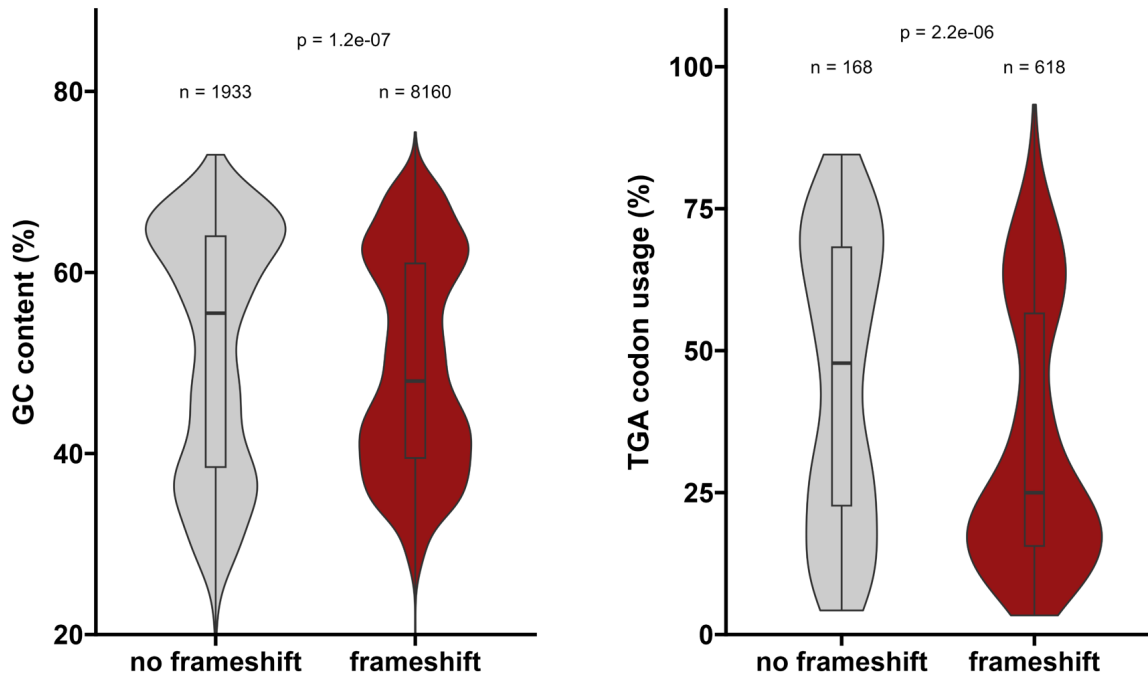 p = 1.2e-07
n = 1933 n = 8160
80
60
40
20
GC content (%)
no frameshift frameshift
p = 2.2e-06
n = 168 n = 618
100
75
50
25
0
TGA codon usage (%)
no frameshift frameshift